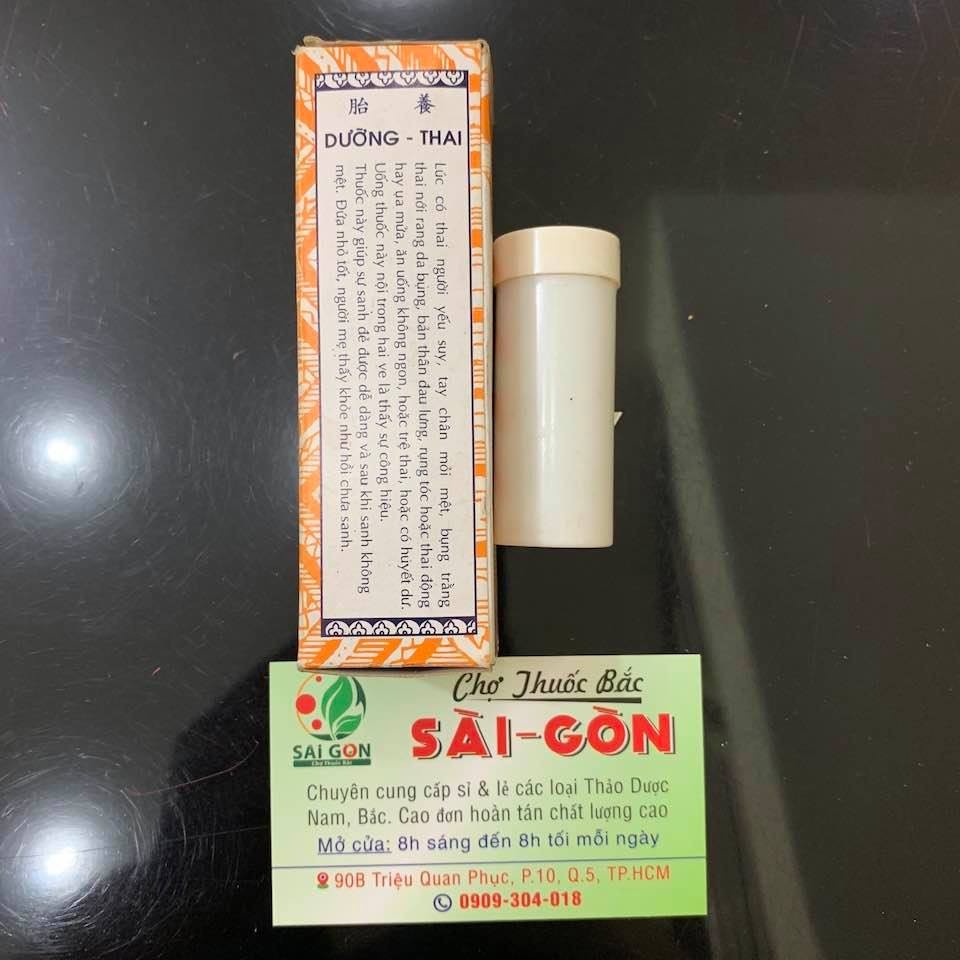 胎 養
DƯỠNG - THAI
Lúc có thai người yếu suy, tay chân mỏi mệt, bụng trằng
thai nới rang da bụng, bản thân đau lưng, rụng tóc hoặc thai động
hay ụa mửa, ăn uống không ngon, hoặc trệ thai, hoặc có huyết dư.
Uống thuốc này nội trong hai ve là thấy sự công hiệu.
Thuốc này giúp sự sanh đẻ được dễ dàng và sau khi sanh không
mệt. Đứa nhỏ tốt, người mẹ thấy khỏe như hồi chưa sanh.
SÀI GÒN
Chợ Thuốc Bắc
Chợ Thuốc Bắc
SÀI-GÒN
Chuyên cung cấp sỉ & lẻ các loại Thảo Dược
Nam, Bắc. Cao đơn hoàn tán chất lượng cao
Mở cửa: 8h sáng đến 8h tối mỗi ngày
90B Triệu Quan Phục, P.10, Q.5, TP.HCM
0909-304-018